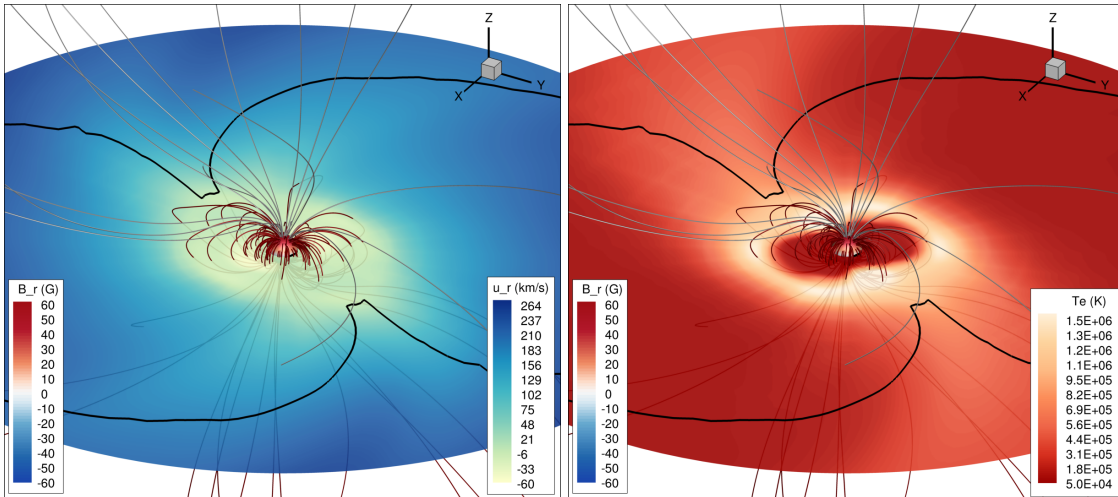 Z
Y
X
B_r (G)
60
50
40
30
20
10
0
-10
-20
-30
-40
-50
-60
u_r (km/s)
264
237
210
183
156
129
102
75
48
21
-6
-33
-60
Z
Y
X
B_r (G)
60
50
40
30
20
10
0
-10
-20
-30
-40
-50
-60
Te (K)
1.5E+06
1.3E+06
1.2E+06
1.1E+06
9.5E+05
8.2E+05
6.9E+05
5.6E+05
4.4E+05
3.1E+05
1.8E+05
5.0E+04